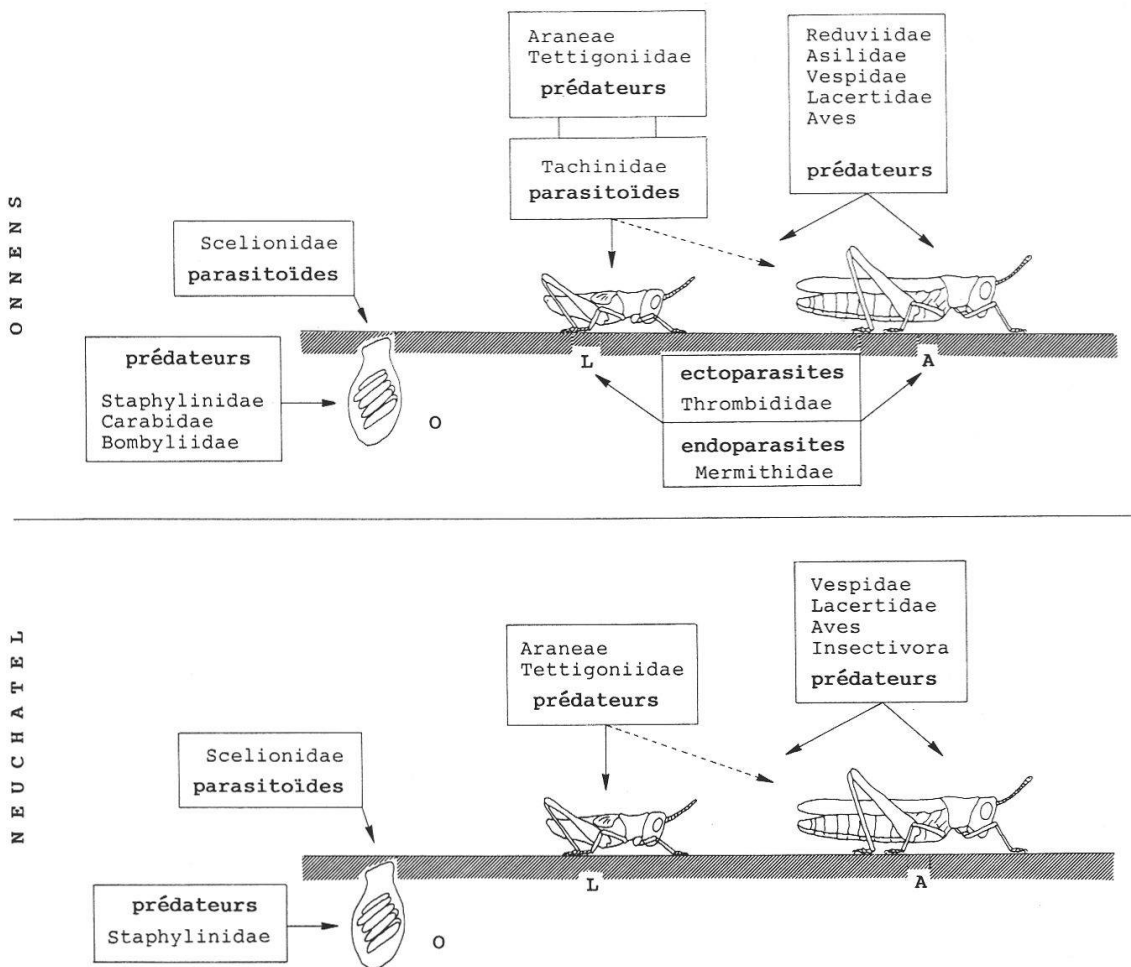 ONNENS
Araneae
Tettigoniidae
prédateurs
Tachinidae
parasitoïdes
Reduviidae
Asilidae
Vespidae
Lacertidae
Aves
prédateurs
Scelionidae
parasitoïdes
prédateurs
Staphylinidae
Carabidae
Bombyliidae
O
L
A
ectoparasites
Thrombididae
endoparasites
Mermithidae
NEUCHATEL
Araneae
Tettigoniidae
prédateurs
Vespidae
Lacertidae
Aves
Insectivora
prédateurs
Scelionidae
parasitoïdes
prédateurs
Staphylinidae
O
L
A